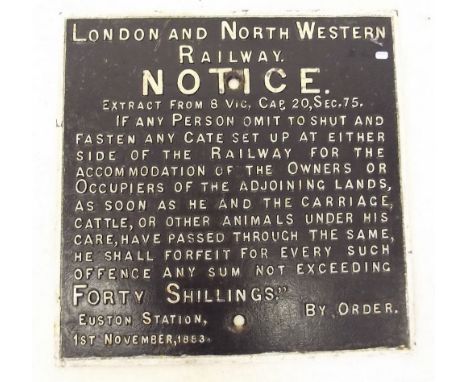 LONDON AND NORTH WESTERN
RAILWAY.
NOTICE.
EXTRACT FROM 8 VIC, CAP, 20, SEC. 75.
IF ANY PERSON OMIT TO SHUT AND
FASTEN ANY GATE SET UP AT EITHER
SIDE OF THE RAILWAY FOR THE
ACCOMMODATION OF THE OWNERS OR
OCCUPIERS OF THE ADJOINING LANDS,
AS SOON AS HE AND THE CARRIAGE,
CATTLE, OR OTHER ANIMALS UNDER HIS
CARE, HAVE PASSED THROUGH THE SAME,
HE SHALL FORFEIT FOR EVERY SUCH
OFFENCE ANY SUM NOT EXCEEDING
FORTY SHILLINGS."
EUSTON STATION, BY ORDER.
1ST NOVEMBER, 1883.